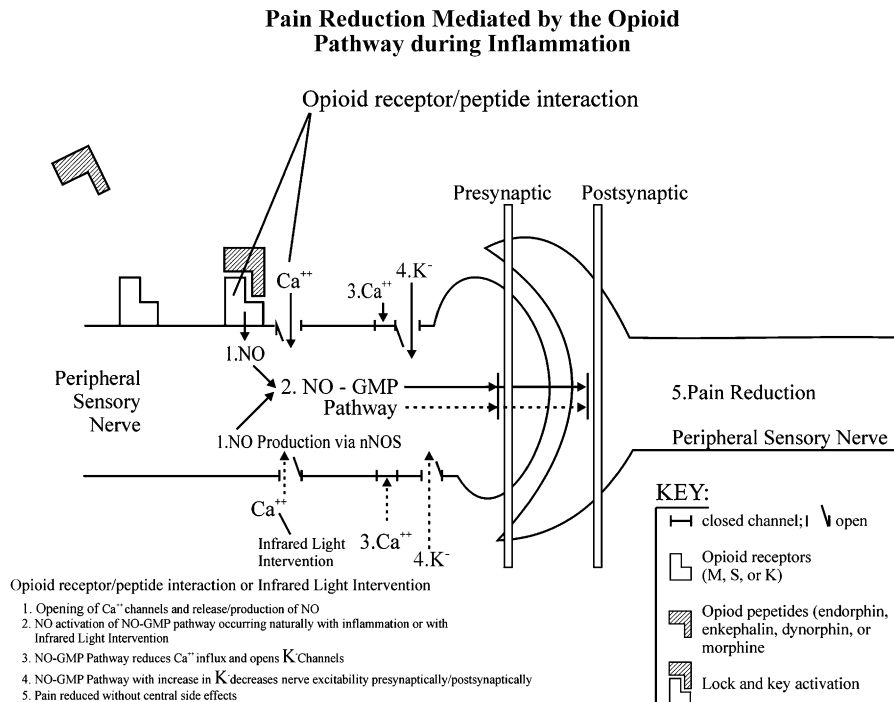 Pain Reduction Mediated by the Opioid
Pathway during Inflammation
Opioid receptor/peptide interaction
Presynaptic
Postsynaptic
Ca++
4.K-
3.Ca++
1.NO
Peripheral
Sensory
Nerve
2. NO - GMP
Pathway
5.Pain Reduction
1.NO Production via nNOS
Peripheral Sensory Nerve
Ca++
Infrared Light
Intervention
3.Ca++
4.K-
KEY:
closed channel; open
Opioid receptors
(M, S, or K)
Opiod pepetides (endorphin,
enkephalin, dynorphin, or
morphine
Lock and key activation
Opioid receptor/peptide interaction or Infrared Light Intervention
1. Opening of Ca++ channels and release/production of NO
2. NO activation of NO-GMP pathway occurring naturally with inflammation or with
Infrared Light Intervention
3. NO-GMP Pathway reduces Ca++ influx and opens K-Channels
4. NO-GMP Pathway with increase in K-decreases nerve excitability presynaptically/postsynaptically
5. Pain reduced without central side effects